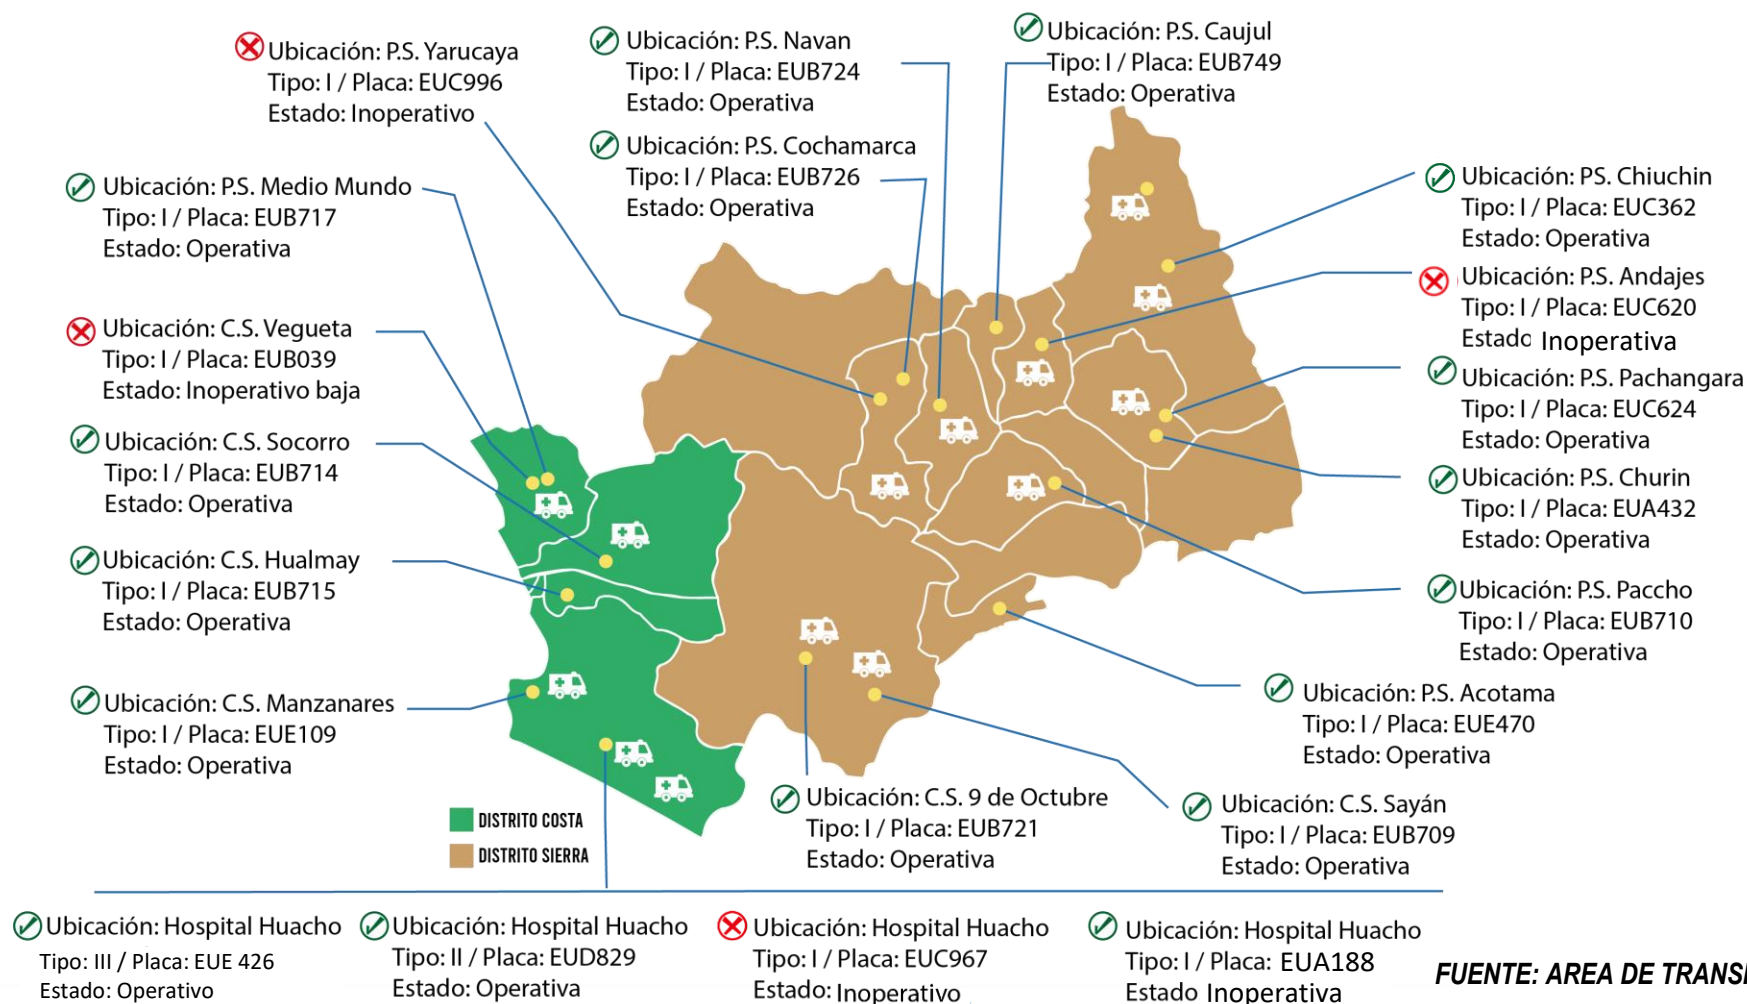 Ubicación: P.S. Yarucaya
Tipo: I / Placa: EUC996
Estado: Inoperativo
Ubicación: P.S. Navan
Tipo: I / Placa: EUB724
Estado: Operativa
Ubicación: P.S. Caujul
Tipo: I / Placa: EUB749
Estado: Operativa
Ubicación: P.S. Cochamarca
Tipo: I / Placa: EUB726
Estado: Operativa
Ubicación: P.S. Medio Mundo
Tipo: I / Placa: EUB717
Estado: Operativa
Ubicación: PS. Chiuchin
Tipo: I / Placa: EUC362
Estado: Operativa
Ubicación: P.S. Andajes
Tipo: I / Placa: EUC620
Estado Inoperativa
Ubicación: C.S. Vegueta
Tipo: I / Placa: EUB039
Estado: Inoperativo baja
Ubicación: P.S. Pachangara
Tipo: I / Placa: EUC624
Estado: Operativa
Ubicación: C.S. Socorro
Tipo: I / Placa: EUB714
Estado: Operativa
Ubicación: P.S. Churin
Tipo: I / Placa: EUA432
Estado: Operativa
Ubicación: C.S. Hualmay
Tipo: I / Placa: EUB715
Estado: Operativa
Ubicación: P.S. Paccho
Tipo: I / Placa: EUB710
Estado: Operativa
Ubicación: C.S. Manzanares
Tipo: I / Placa: EUE109
Estado: Operativa
Ubicación: P.S. Acotama
Tipo: I / Placa: EUE470
Estado: Operativa
DISTRITO COSTA
DISTRITO SIERRA
Ubicación: C.S. 9 de Octubre
Tipo: I / Placa: EUB721
Estado: Operativa
Ubicación: C.S. Sayán
Tipo: I / Placa: EUB709
Estado: Operativa
Ubicación: Hospital Huacho
Tipo: III / Placa: EUE 426
Estado: Operativo
Ubicación: Hospital Huacho
Tipo: II / Placa: EUD829
Estado: Operativa
Ubicación: Hospital Huacho
Tipo: I / Placa: EUC967
Estado: Inoperativo
Ubicación: Hospital Huacho
Tipo: I / Placa: EUA188
Estado Inoperativa
FUENTE: AREA DE